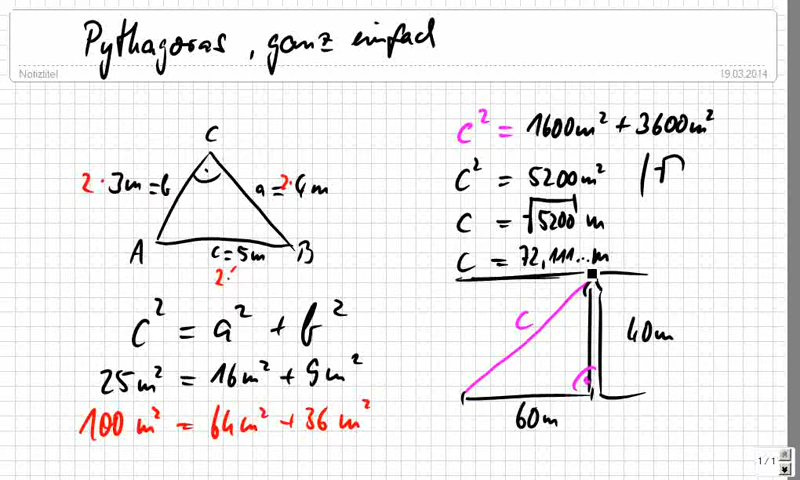 Pythagoras, ganz einfach
Notiztitel
19.03.2014
C
2· 3m = b
a = 2·4m
A
c = 5m
B
2·
c² = a² + b²
25m² = 16m² + 9m²
100m² = 64m² + 36m²
c² = 1600m² + 3600m²
c² = 5200m² |√
c = √5200 m
c = 72,111...m
c
40m
60m
1/1